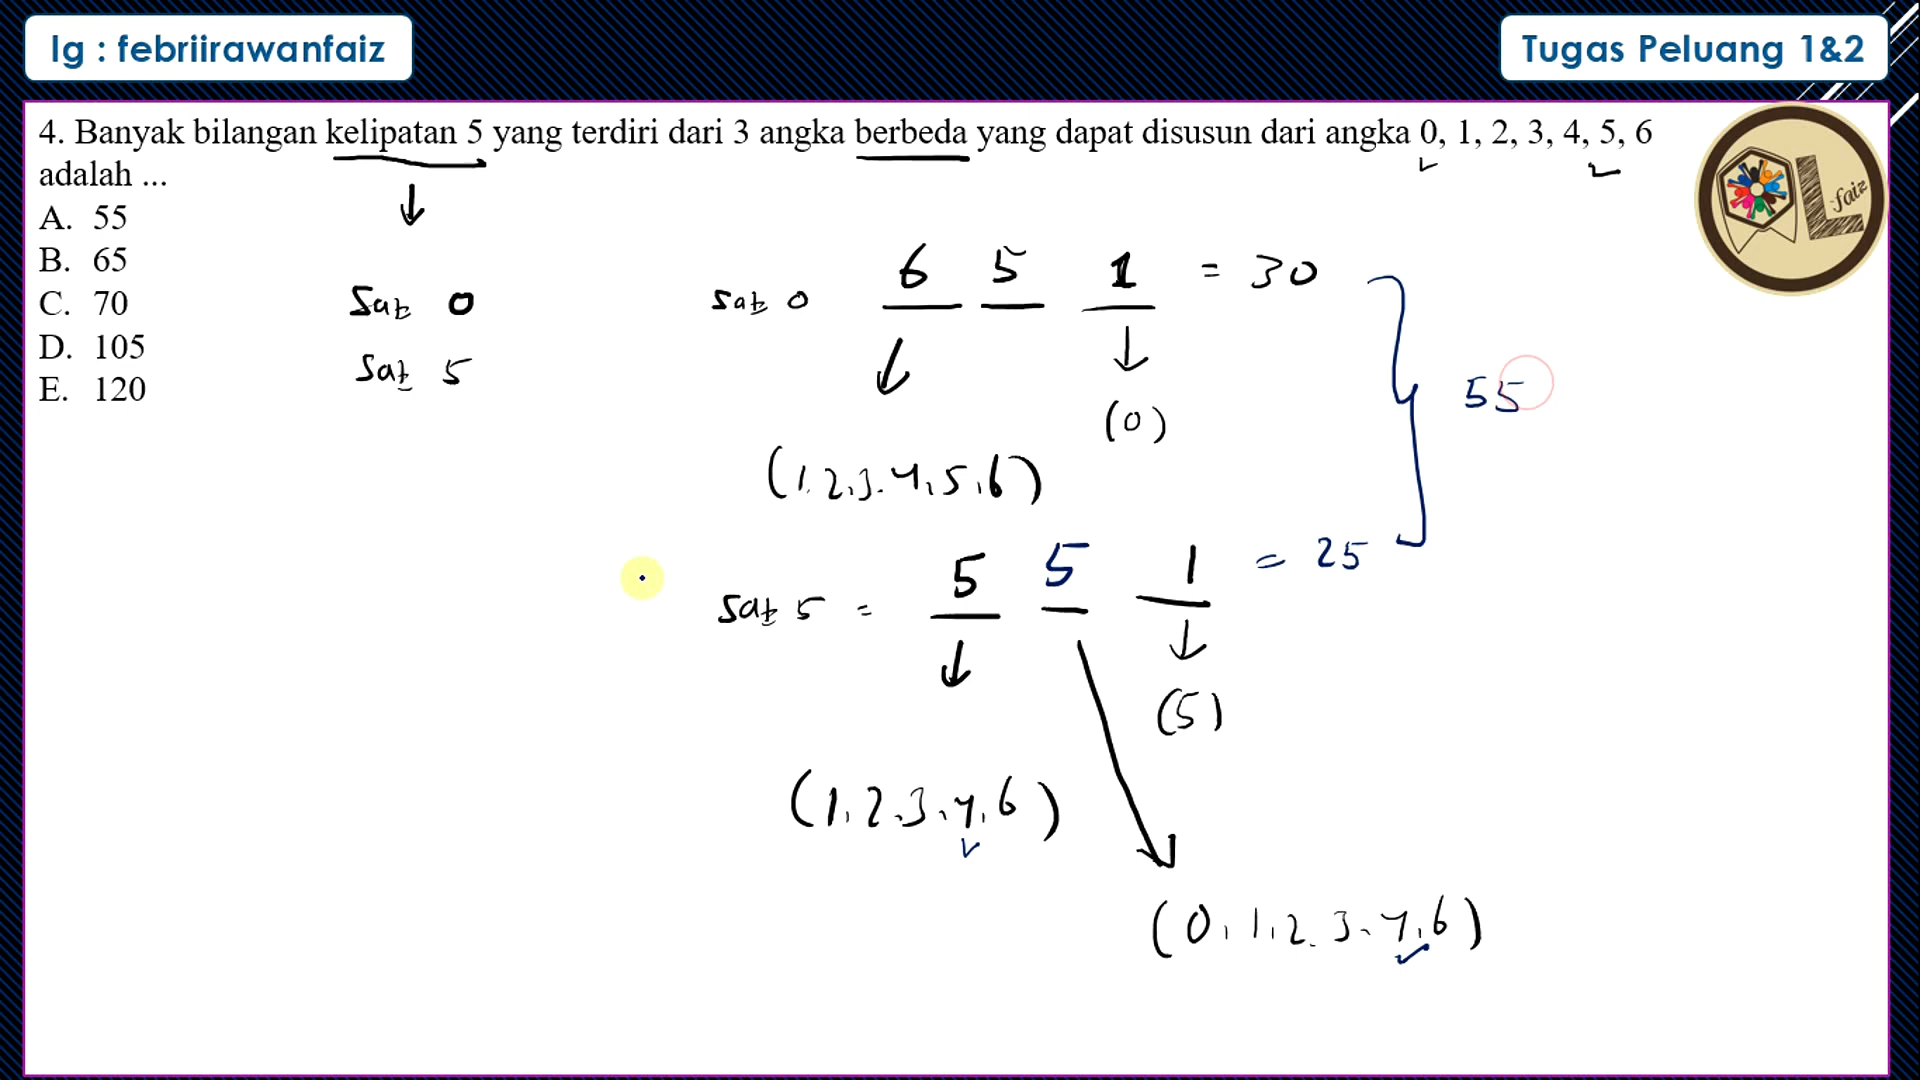 Ig : febriirawanfaiz
Tugas Peluang 1&2
4. Banyak bilangan kelipatan 5 yang terdiri dari 3 angka berbeda yang dapat disusun dari angka 0, 1, 2, 3, 4, 5, 6
adalah ...
A. 55
B. 65
C. 70
D. 105
E. 120
faiz
Sat 0
Sat 5
Sat 0 6 5 1 = 30
(0)
(1,2,3,4,5,6)
55
Sat 5 = 5 5 1 = 25
(5)
(1,2,3,4,6)
(0,1,2,3,4,6)